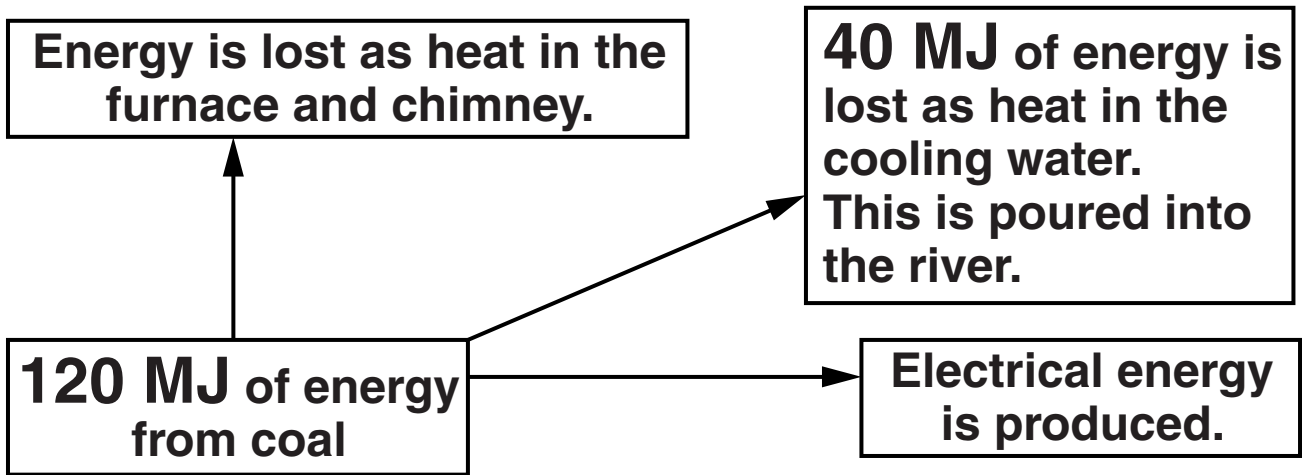 Energy is lost as heat in the
furnace and chimney.
40 MJ of energy is
lost as heat in the
cooling water.
This is poured into
the river.
120 MJ of energy
from coal
Electrical energy
is produced.